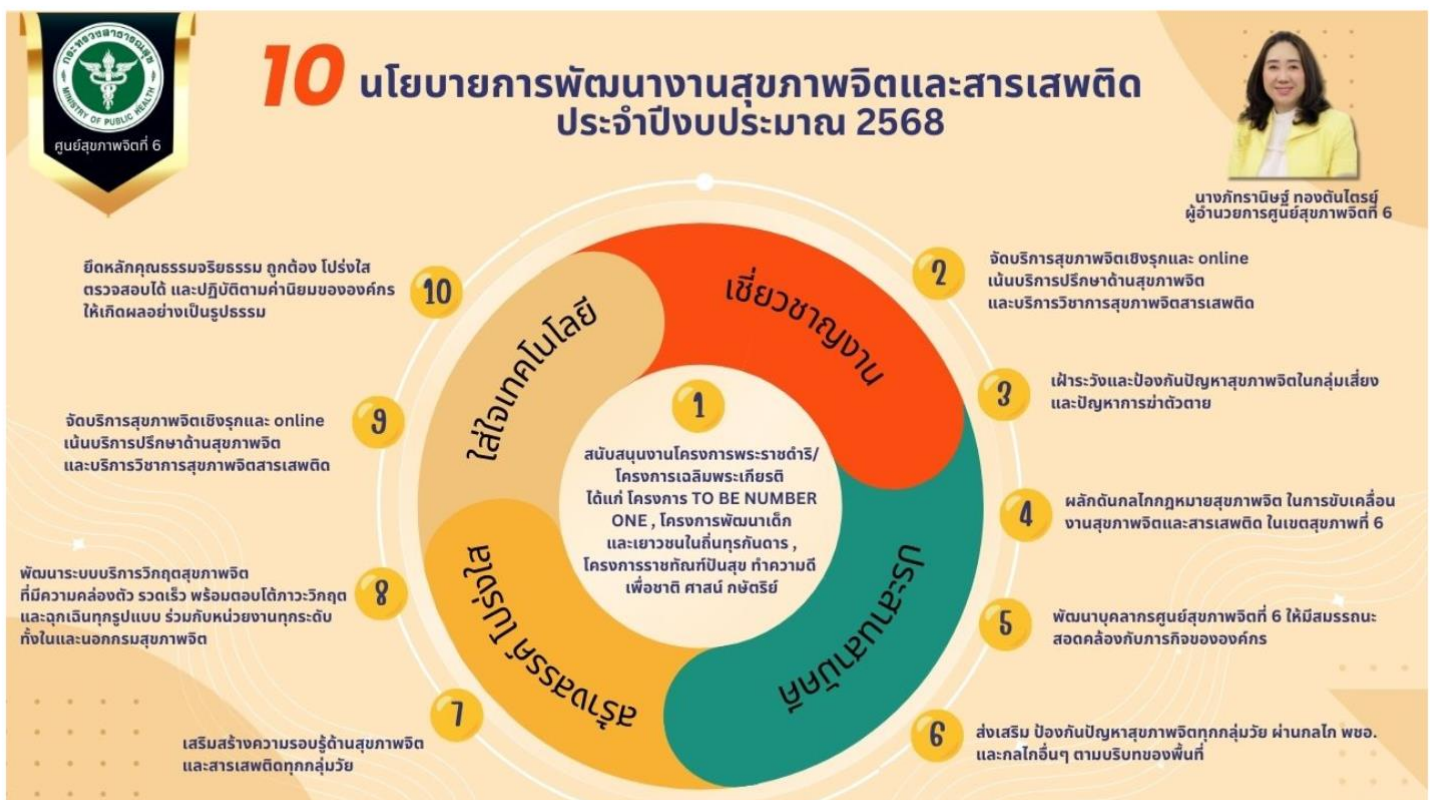 กระทรวงสาธารณสุข
MINISTRY OF PUBLIC HEALTH
ศูนย์สุขภาพจิตที่ 6
10 นโยบายการพัฒนางานสุขภาพจิตและสารเสพติด
ประจำปีงบประมาณ 2568
นางภัทรานิษฐ์ ทองตันไตรย์
ผู้อำนวยการศูนย์สุขภาพจิตที่ 6
เชี่ยวชาญงาน
ประสานสามัคคี
สร้างสรรค์ โปร่งใส
ใส่ใจเทคโนโลยี
1
สนับสนุนงานโครงการพระราชดำริ/
โครงการเฉลิมพระเกียรติ
ได้แก่ โครงการ TO BE NUMBER
ONE , โครงการพัฒนาเด็ก
และเยาวชนในถิ่นทุรกันดาร ,
โครงการราชทัณฑ์ปันสุข ทำความดี
เพื่อชาติ ศาสน์ กษัตริย์
2
จัดบริการสุขภาพจิตเชิงรุกและ online
เน้นบริการปรึกษาด้านสุขภาพจิต
และบริการวิชาการสุขภาพจิตสารเสพติด
3
เฝ้าระวังและป้องกันปัญหาสุขภาพจิตในกลุ่มเสี่ยง
และปัญหาการฆ่าตัวตาย
4
ผลักดันกลไกกฎหมายสุขภาพจิต ในการขับเคลื่อน
งานสุขภาพจิตและสารเสพติด ในเขตสุขภาพที่ 6
5
พัฒนาบุคลากรศูนย์สุขภาพจิตที่ 6 ให้มีสมรรถนะ
สอดคล้องกับภารกิจขององค์กร
6
ส่งเสริม ป้องกันปัญหาสุขภาพจิตทุกกลุ่มวัย ผ่านกลไก พชอ.
และกลไกอื่นๆ ตามบริบทของพื้นที่
7
เสริมสร้างความรอบรู้ด้านสุขภาพจิต
และสารเสพติดทุกกลุ่มวัย
8
พัฒนาระบบบริการวิกฤตสุขภาพจิต
ที่มีความคล่องตัว รวดเร็ว พร้อมตอบโต้ภาวะวิกฤต
และฉุกเฉินทุกรูปแบบ ร่วมกับหน่วยงานทุกระดับ
ทั้งในและนอกกรมสุขภาพจิต
9
จัดบริการสุขภาพจิตเชิงรุกและ online
เน้นบริการปรึกษาด้านสุขภาพจิต
และบริการวิชาการสุขภาพจิตสารเสพติด
10
ยึดหลักคุณธรรมจริยธรรม ถูกต้อง โปร่งใส
ตรวจสอบได้ และปฏิบัติตามค่านิยมขององค์กร
ให้เกิดผลอย่างเป็นรูปธรรม